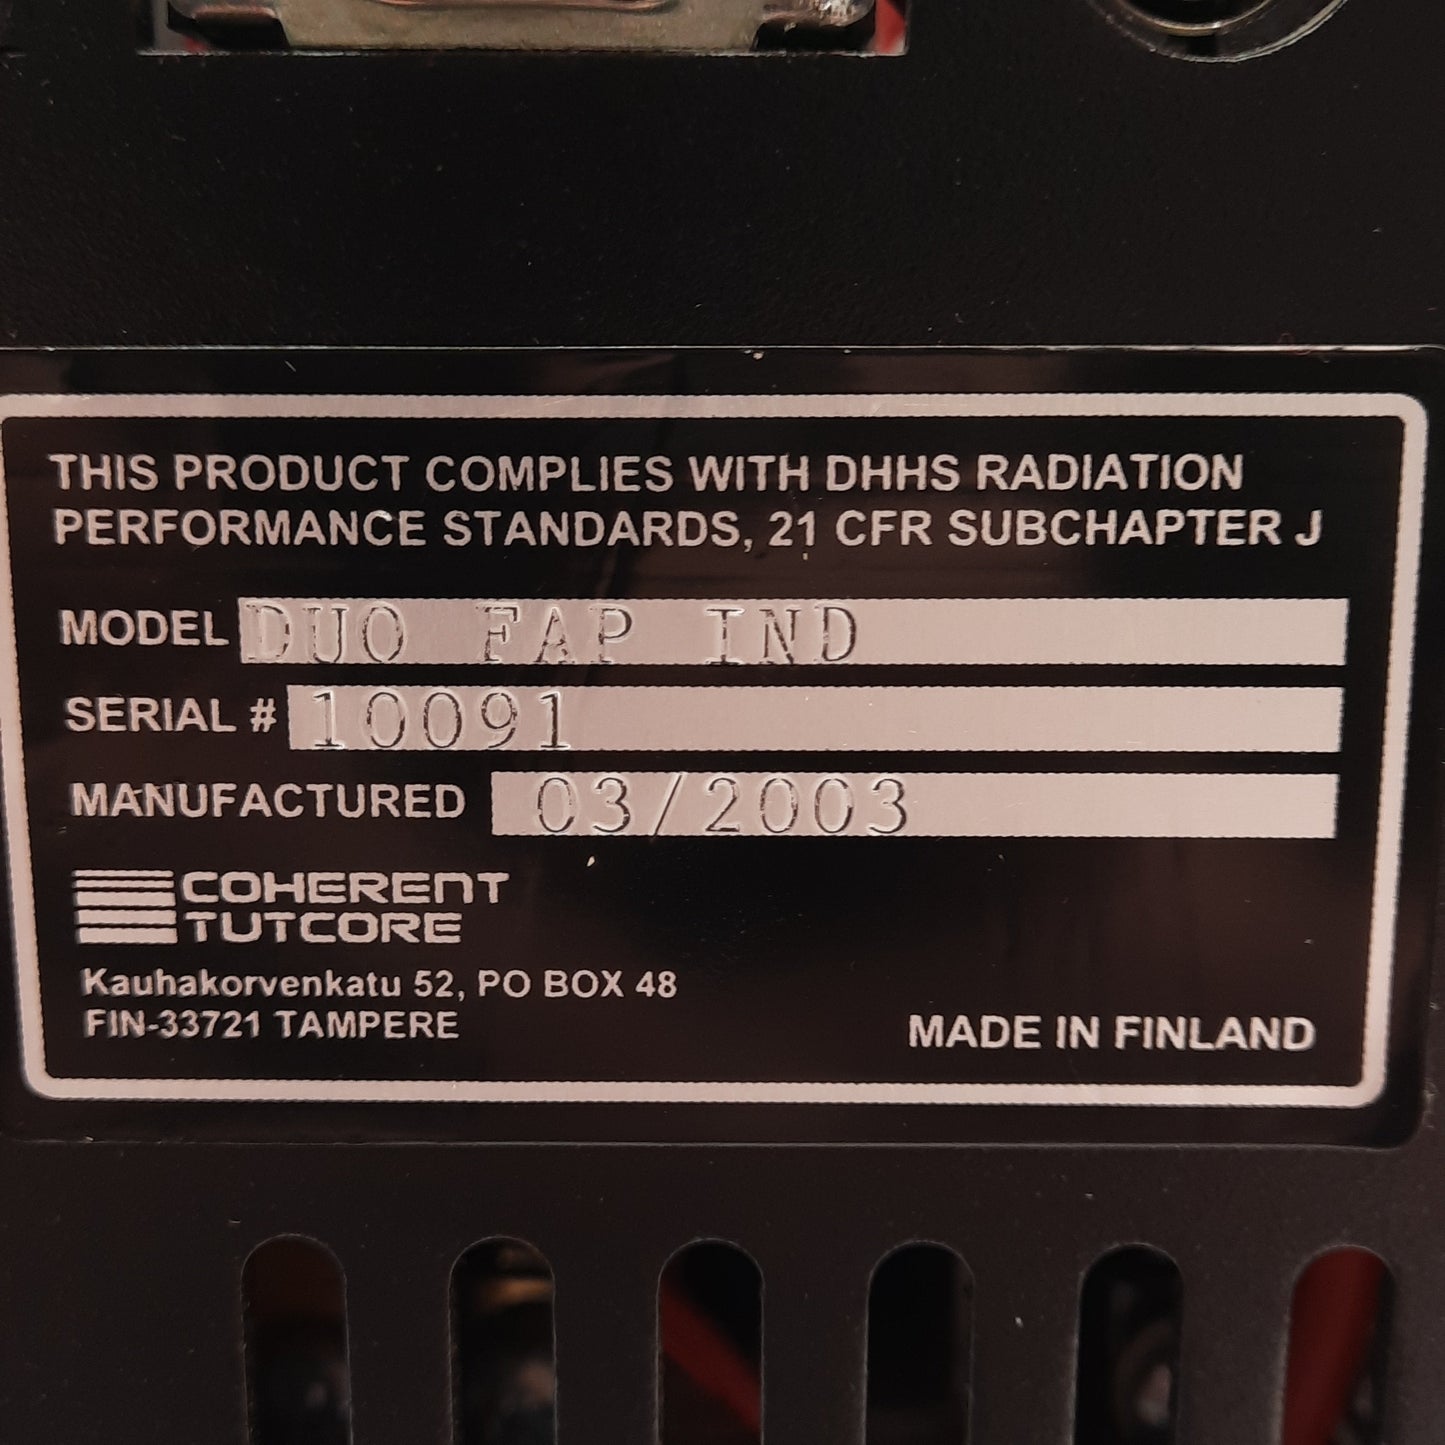 THIS PRODUCT COMPLIES WITH DHHS RADIATION
PERFORMANCE STANDARDS, 21 CFR SUBCHAPTER J
MODEL DUO FAP IND
SERIAL # 10091
MANUFACTURED 03/2003
COHERENT
TUTCORE
Kauhakorvenkatu 52, PO BOX 48
FIN-33721 TAMPERE
MADE IN FINLAND